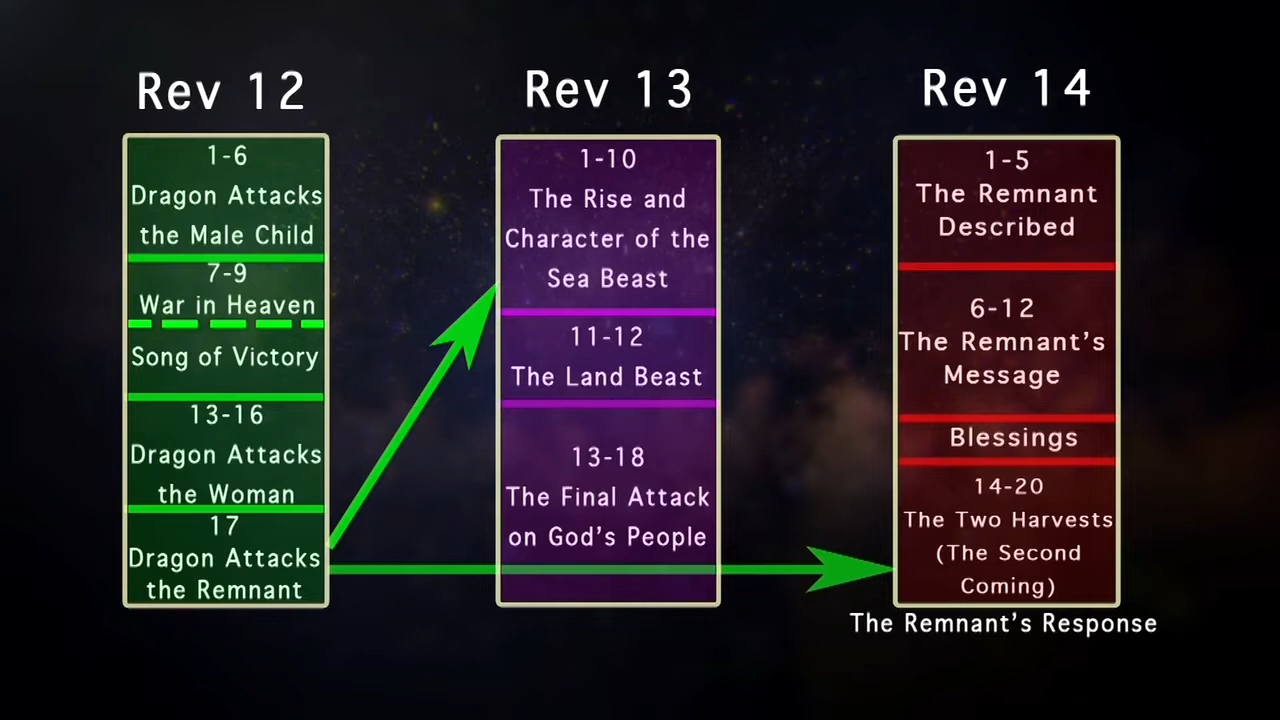 Rev 12
1-6
Dragon Attacks
the Male Child
7-9
War in Heaven
Song of Victory
13-16
Dragon Attacks
the Woman
17
Dragon Attacks
the Remnant
Rev 13
1-10
The Rise and
Character of the
Sea Beast
11-12
The Land Beast
13-18
The Final Attack
on God's People
Rev 14
1-5
The Remnant
Described
6-12
The Remnant's
Message
Blessings
14-20
The Two Harvests
(The Second
Coming)
The Remnant's Response